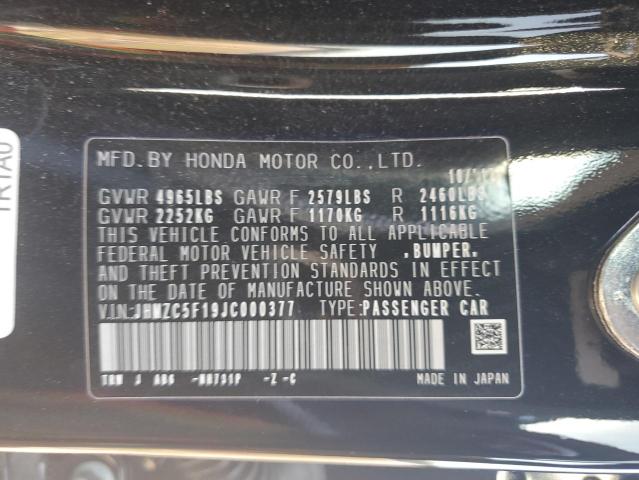 MFD.BY HONDA MOTOR CO.,LTD.
GVWR 4965LBS GAWR F 2579LBS R 2460LBS
GVWR 2252KG GAWR F 1170KG R 1116KG
THIS VEHICLE CONFORMS TO ALL APPLICABLE
FEDERAL MOTOR VEHICLE SAFETY ,BUMPER,
AND THEFT PREVENTION STANDARDS IN EFFECT
ON THE DATE OF MANUFACTURE SHOWN ABOVE.
VIN:JHMZC5F19JC000377 TYPE:PASSENGER CAR
-NH731P -Z -C
MADE IN JAPAN